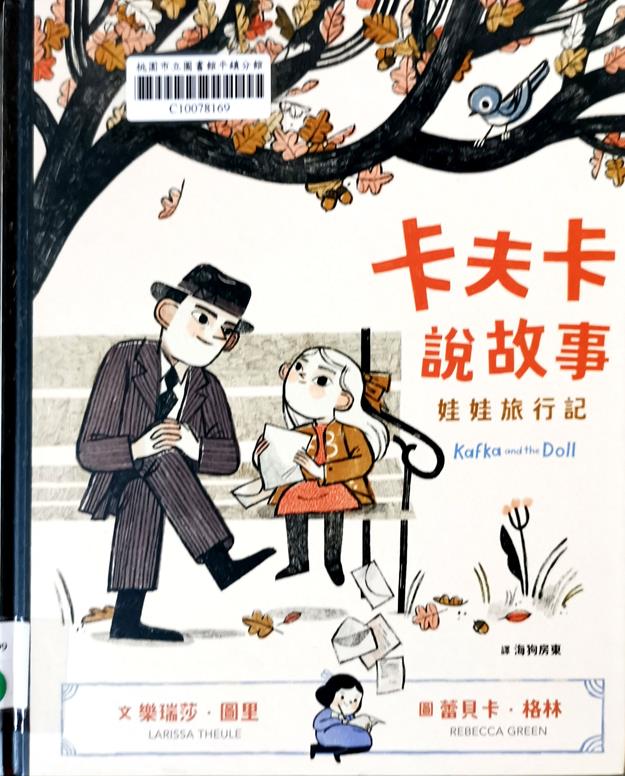 桃園市立圖書館平鎮分館
C10078169
卡夫卡
說故事
娃娃旅行記
Kafka and the Doll
譯 海狗房東
文 樂瑞莎·圖里
LARISSA THEULE
圖 蕾貝卡·格林
REBECCA GREEN